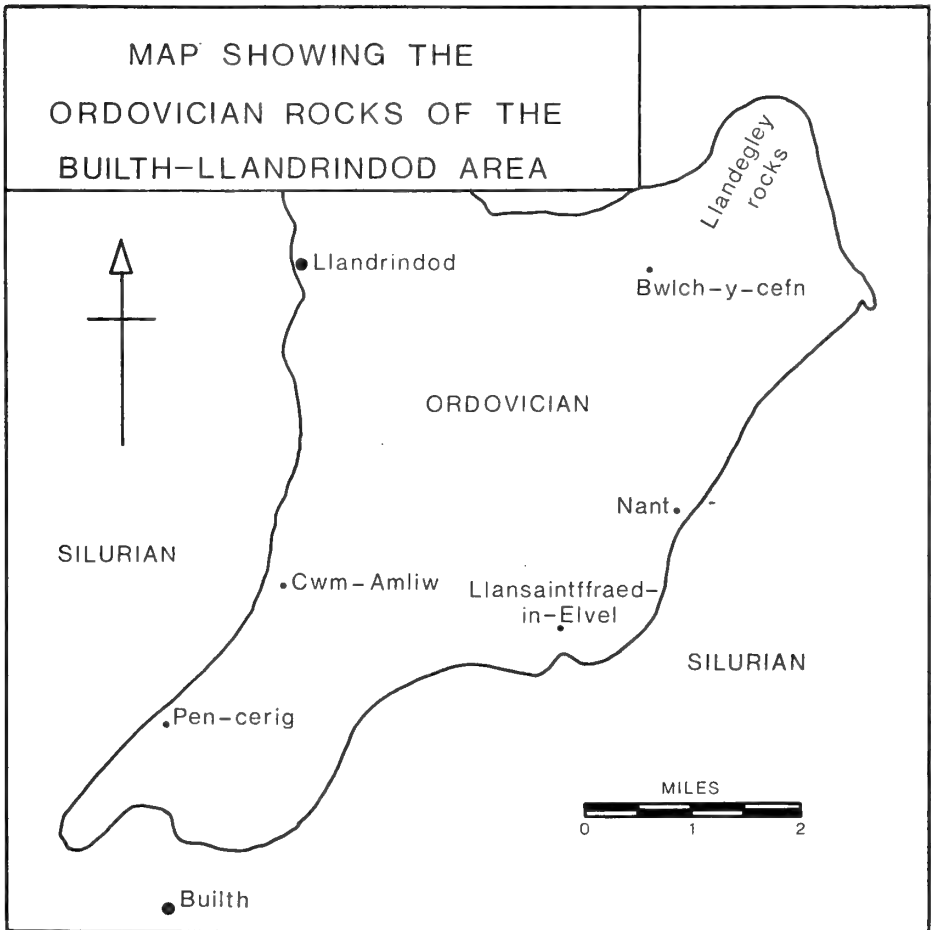 MAP SHOWING THE
ORDOVICIAN ROCKS OF THE
BUILTH-LLANDRINDOD AREA
Llandegley
rocks
Llandrindod
Bwlch-y-cefn
ORDOVICIAN
Nant
SILURIAN
Cwm-Amliw
Llansaintffraed-
in-Elvel
SILURIAN
Pen-cerig
MILES
0 1 2
Builth